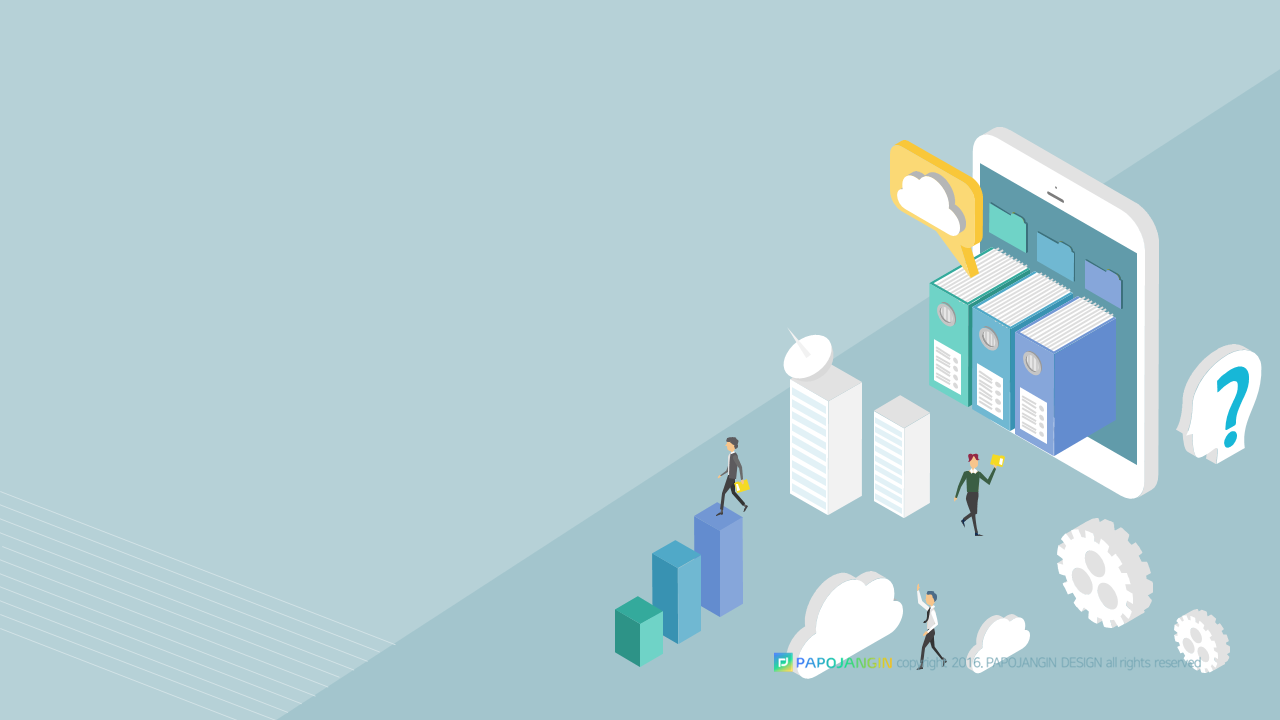 ?
PAPOJANGIN copyright 2016. PAPOJANGIN DESIGN all rights reserved